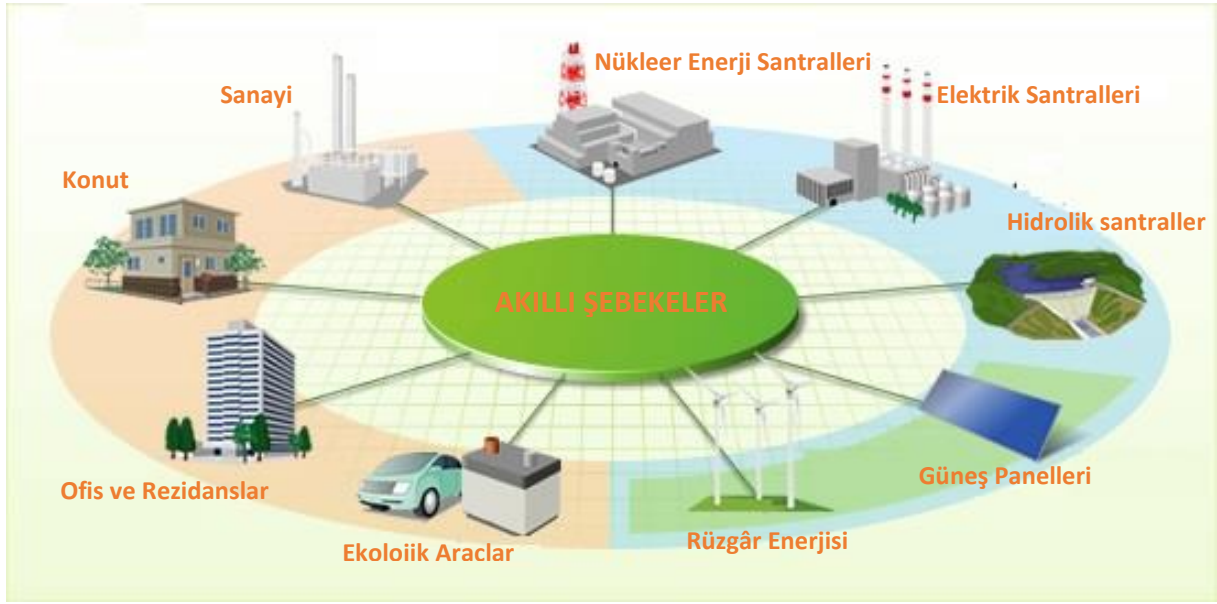 Nükleer Enerji Santralleri
Sanayi
Elektrik Santralleri
Konut
Hidrolik santraller
AKILLI ŞEBEKELER
Güneş Panelleri
Ofis ve Rezidanslar
Rüzgâr Enerjisi
Ekoloiik Araclar